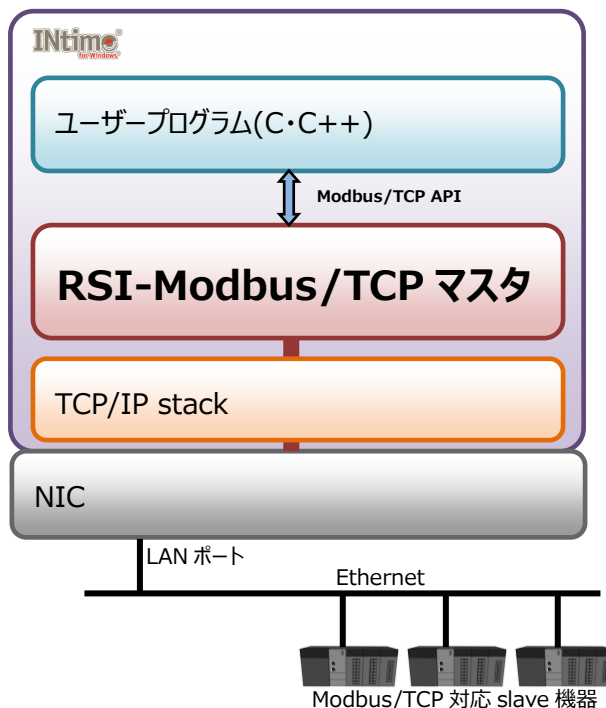 INtime
for Windows
ユーザープログラム(C・C++)
Modbus/TCP API
RSI-Modbus/TCP マスタ
TCP/IP stack
NIC
LAN ポート
Ethernet
Modbus/TCP 対応 slave 機器